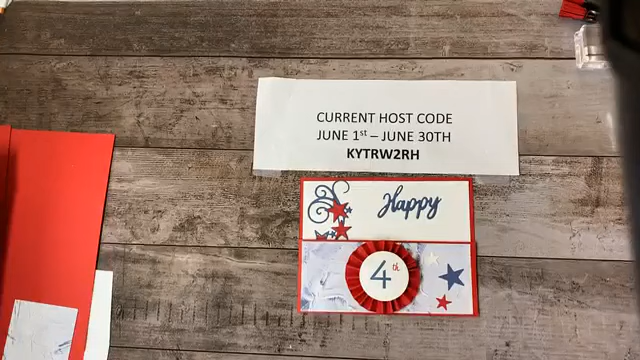 CURRENT HOST CODE
JUNE 1st – JUNE 30TH
KYTRW2RH
Happy
4th